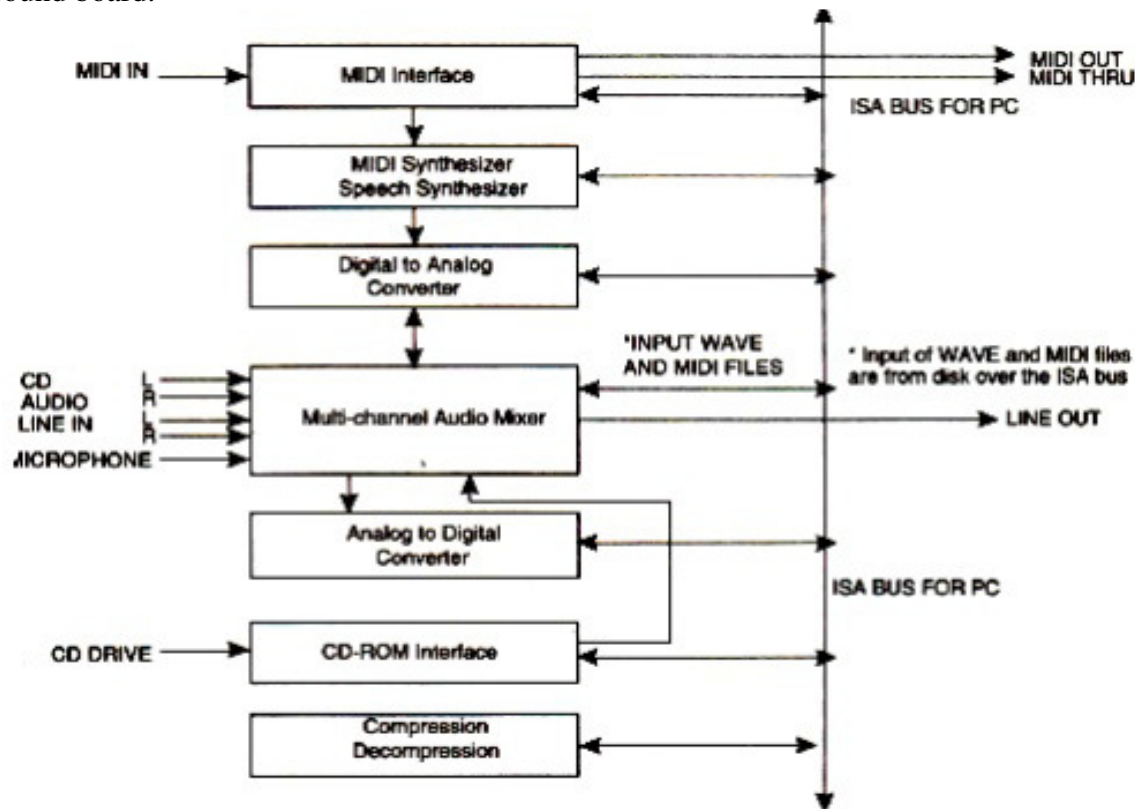 MIDI IN
MIDI Interface
MIDI OUT
MIDI THRU
ISA BUS FOR PC
MIDI Synthesizer
Speech Synthesizer
Digital to Analog
Converter
*INPUT WAVE
AND MIDI FILES
* Input of WAVE and MIDI files
are from disk over the ISA bus
CD L
AUDIO R
LINE IN L
R
MICROPHONE
Multi-channel Audio Mixer
LINE OUT
Analog to Digital
Converter
ISA BUS FOR PC
CD DRIVE
CD-ROM Interface
Compression
Decompression